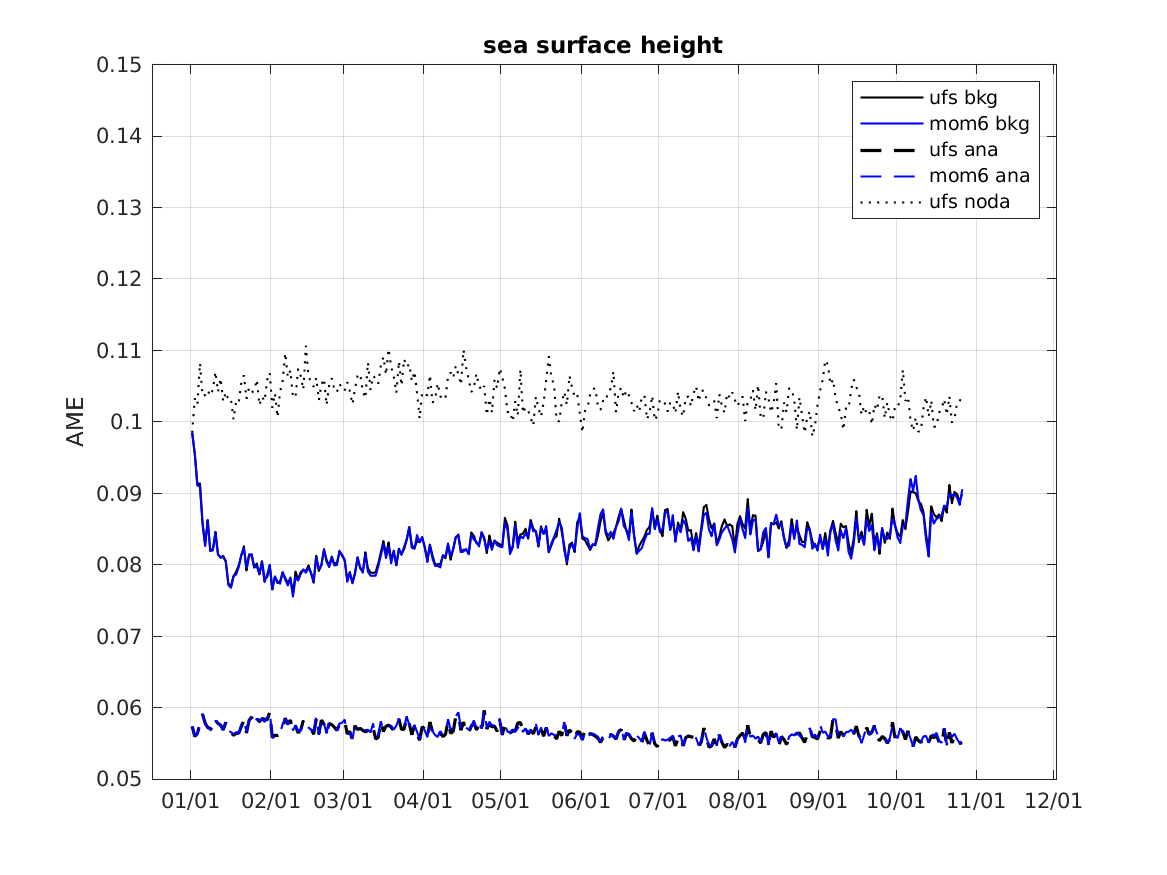 sea surface height
0.15
0.14
0.13
0.12
0.11
0.1
0.09
0.08
0.07
0.06
0.05
AME
ufs bkg
mom6 bkg
ufs ana
mom6 ana
ufs noda
01/01 02/01 03/01 04/01 05/01 06/01 07/01 08/01 09/01 10/01 11/01 12/01